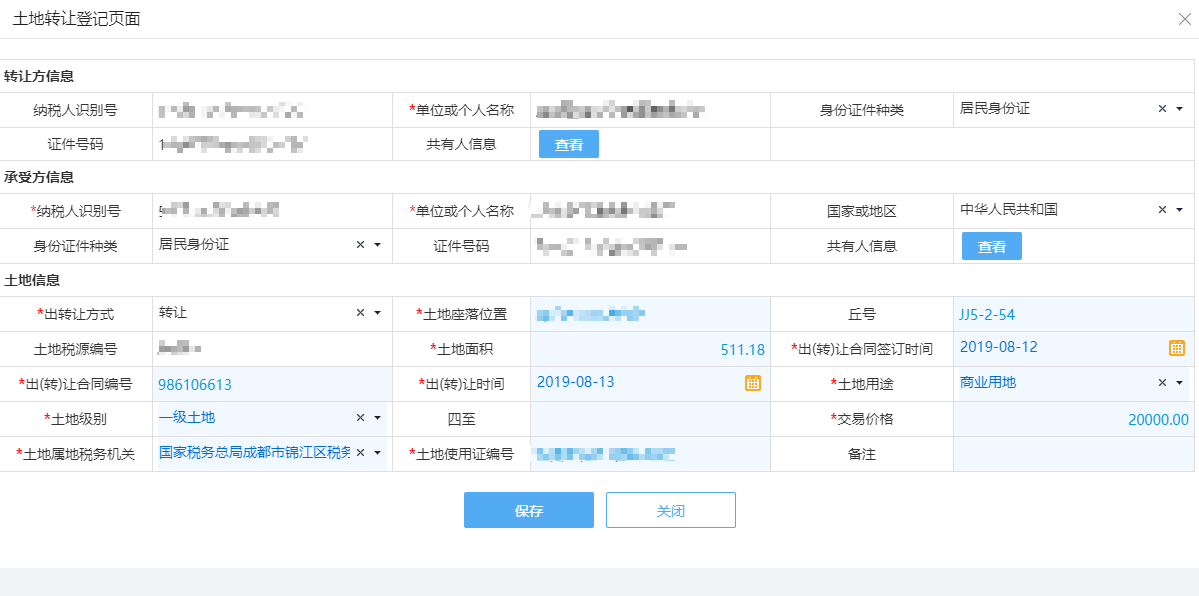 土地转让登记页面
转让方信息
纳税人识别号 *单位或个人名称 身份证件种类 居民身份证
证件号码 共有人信息 查看
承受方信息
*纳税人识别号 *单位或个人名称 国家或地区 中华人民共和国
身份证件种类 居民身份证 证件号码 共有人信息 查看
土地信息
*出转让方式 转让 *土地座落位置 丘号 JJ5-2-54
土地税源编号 *土地面积 511.18 *出(转)让合同签订时间 2019-08-12
*出(转)让合同编号 986106613 *出(转)让时间 2019-08-13 *土地用途 商业用地
*土地级别 一级土地 四至 *交易价格 20000.00
*土地属地税务机关 国家税务总局成都市锦江区税务 *土地使用证编号 备注
保存 关闭